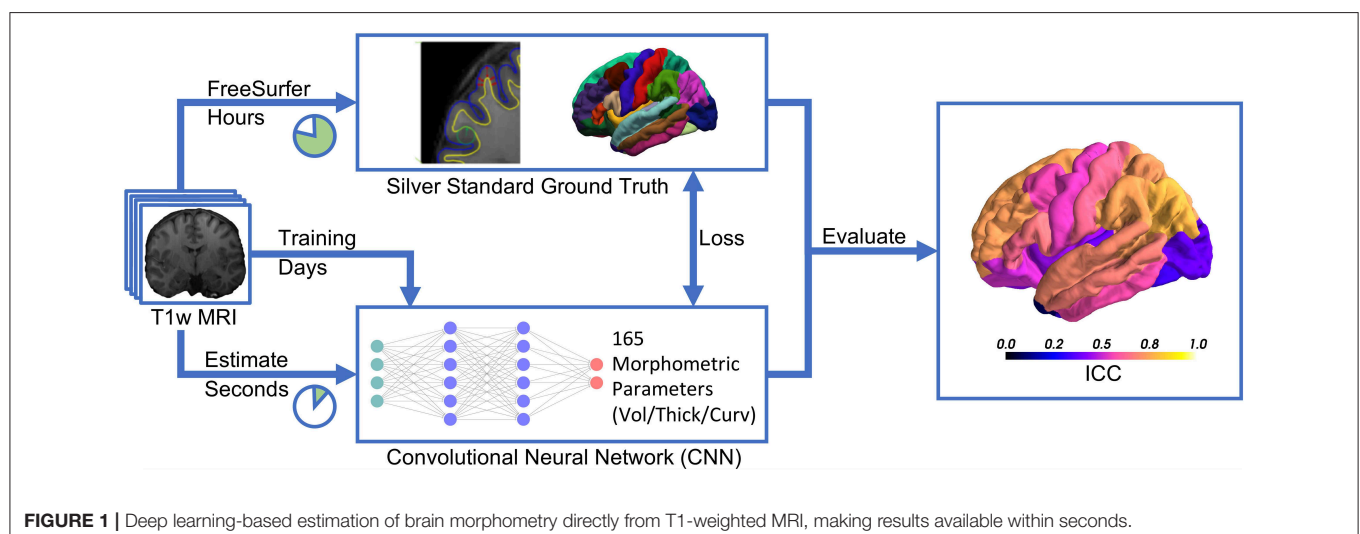 FreeSurfer
Hours
Silver Standard Ground Truth
T1w MRI
Training
Days
Loss
Evaluate
Estimate
Seconds
165
Morphometric
Parameters
(Vol/Thick/Curv)
Convolutional Neural Network (CNN)
0.0 0.2 0.5 0.8 1.0
ICC
FIGURE 1 | Deep learning-based estimation of brain morphometry directly from T1-weighted MRI, making results available within seconds.